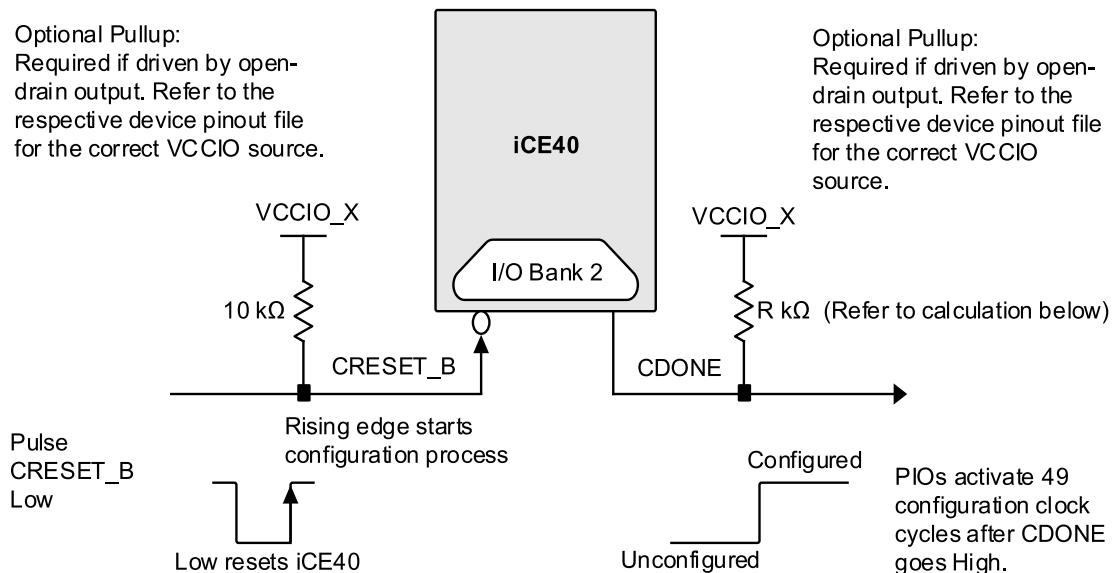 Optional Pullup:
Required if driven by open-
drain output. Refer to the
respective device pinout file
for the correct VCCIO source.
iCE40
Optional Pullup:
Required if driven by open-
drain output. Refer to the
respective device pinout file
for the correct VCCIO
source.
VCCIO_X
VCCIO_X
I/O Bank 2
10 kΩ
R kΩ (Refer to calculation below)
CRESET_B
CDONE
Pulse
CRESET_B
Low
Rising edge starts
configuration process
Low resets iCE40
Configured
Unconfigured
PIOs activate 49
configuration clock
cycles after CDONE
goes High.